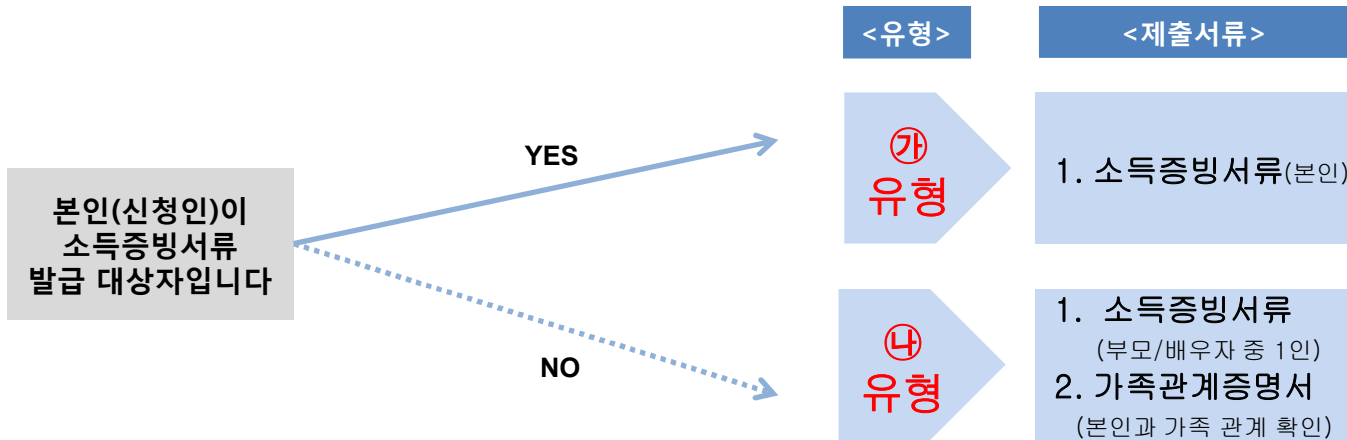 <유형>
<제출서류>
본인(신청인)이
소득증빙서류
발급 대상자입니다
YES
㉮
유형
1. 소득증빙서류(본인)
NO
㉯
유형
1. 소득증빙서류
(부모/배우자 중 1인)
2. 가족관계증명서
(본인과 가족 관계 확인)